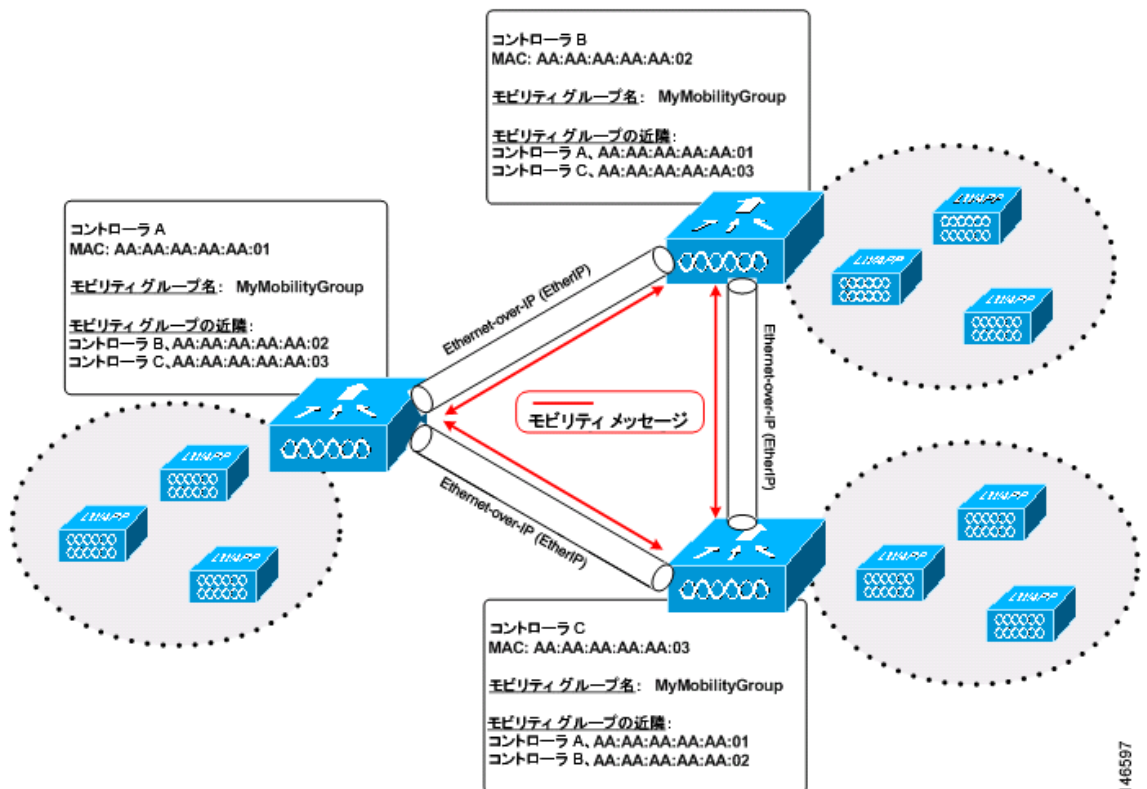 コントローラ B
MAC: AA:AA:AA:AA:AA:02
モビリティ グループ名： MyMobilityGroup
モビリティ グループの近隣：
コントローラ A、AA:AA:AA:AA:AA:01
コントローラ C、AA:AA:AA:AA:AA:03
コントローラ A
MAC: AA:AA:AA:AA:AA:01
モビリティ グループ名： MyMobilityGroup
モビリティ グループの近隣：
コントローラ B、AA:AA:AA:AA:AA:02
コントローラ C、AA:AA:AA:AA:AA:03
LWAPP
LWAPP
LWAPP
Ethernet-over-IP (EtherIP)
Ethernet-over-IP (EtherIP)
モビリティ メッセージ
LWAPP
LWAPP
LWAPP
Ethernet-over-IP (EtherIP)
LWAPP
LWAPP
LWAPP
コントローラ C
MAC: AA:AA:AA:AA:AA:03
モビリティ グループ名： MyMobilityGroup
モビリティ グループの近隣：
コントローラ A、AA:AA:AA:AA:AA:01
コントローラ B、AA:AA:AA:AA:AA:02
146597